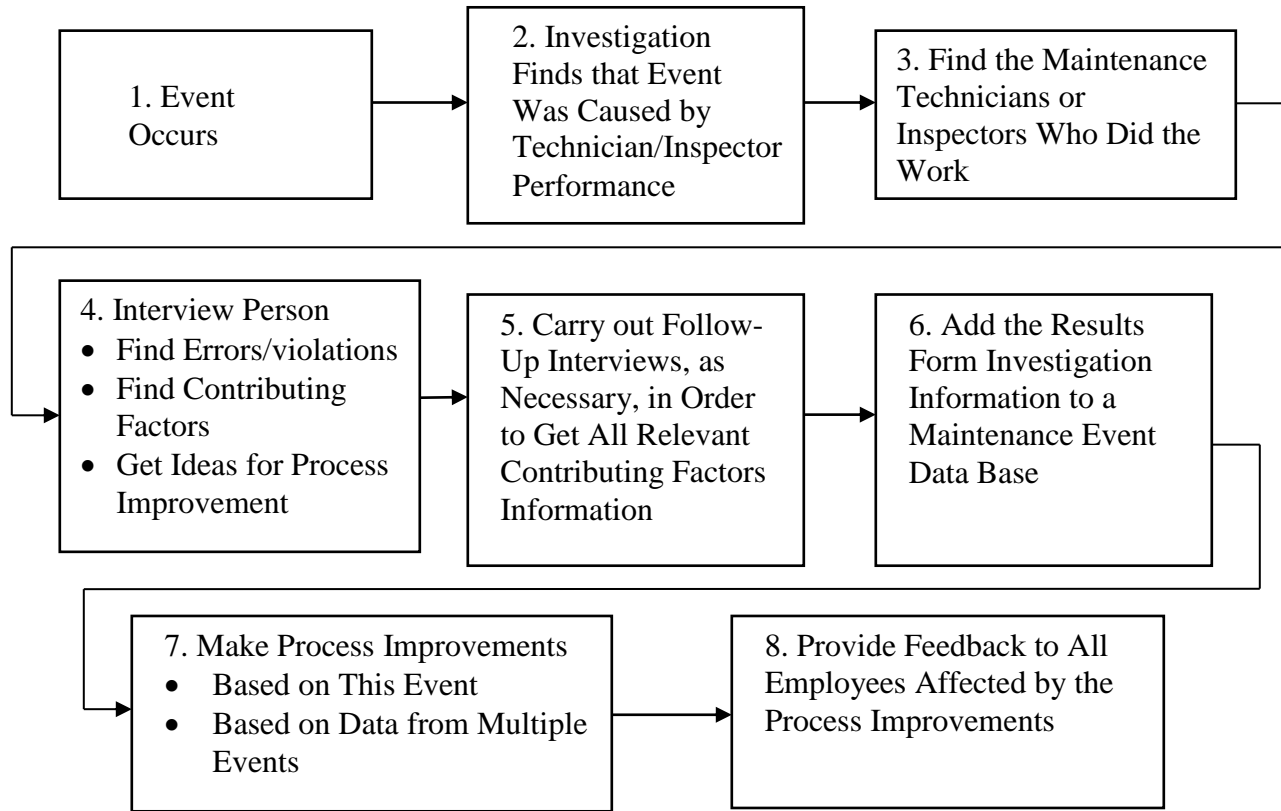 1. Event
Occurs
2. Investigation
Finds that Event
Was Caused by
Technician/Inspector
Performance
3. Find the Maintenance
Technicians or
Inspectors Who Did the
Work
4. Interview Person
• Find Errors/violations
• Find Contributing
Factors
• Get Ideas for Process
Improvement
5. Carry out Follow-
Up Interviews, as
Necessary, in Order
to Get All Relevant
Contributing Factors
Information
6. Add the Results
Form Investigation
Information to a
Maintenance Event
Data Base
7. Make Process Improvements
• Based on This Event
• Based on Data from Multiple
Events
8. Provide Feedback to All
Employees Affected by the
Process Improvements